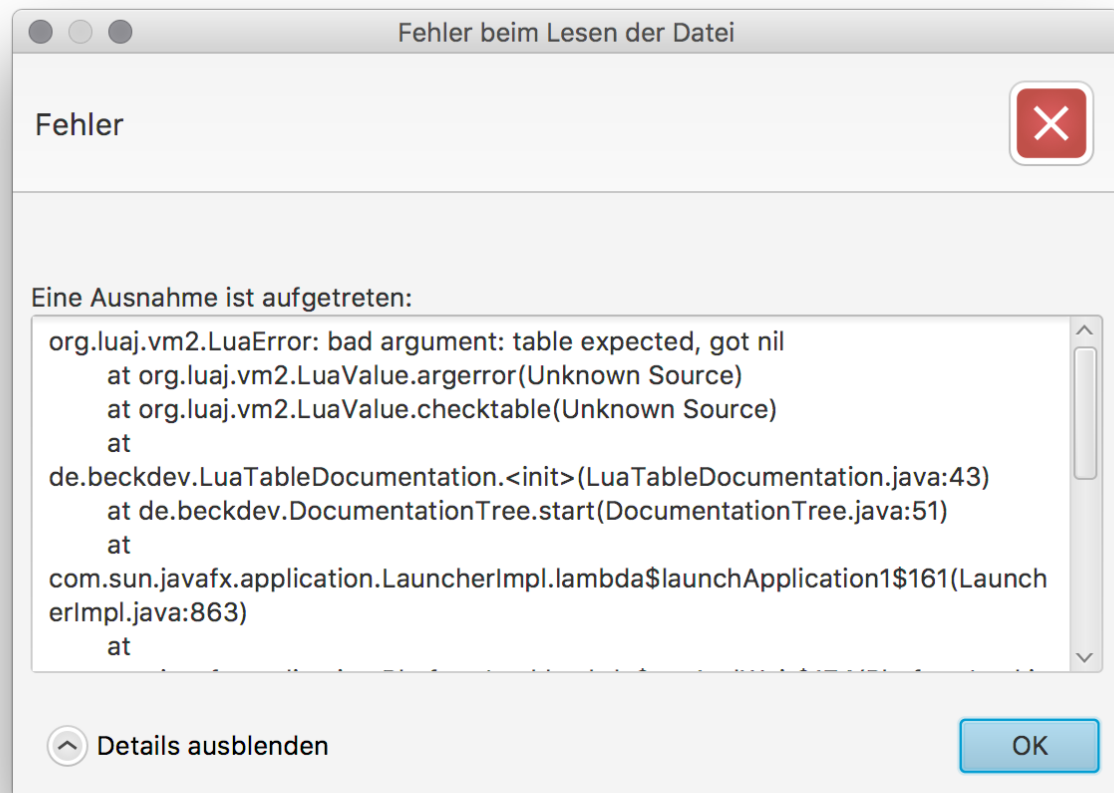 Fehler beim Lesen der Datei
Fehler
Eine Ausnahme ist aufgetreten:
org.luaj.vm2.LuaError: bad argument: table expected, got nil
at org.luaj.vm2.LuaValue.argerror(Unknown Source)
at org.luaj.vm2.LuaValue.checktable(Unknown Source)
at
de.beckdev.LuaTableDocumentation.<init>(LuaTableDocumentation.java:43)
at de.beckdev.DocumentationTree.start(DocumentationTree.java:51)
at
com.sun.javafx.application.LauncherImpl.lambda$launchApplication1$161(Launch
erImpl.java:863)
at
Details ausblenden
OK